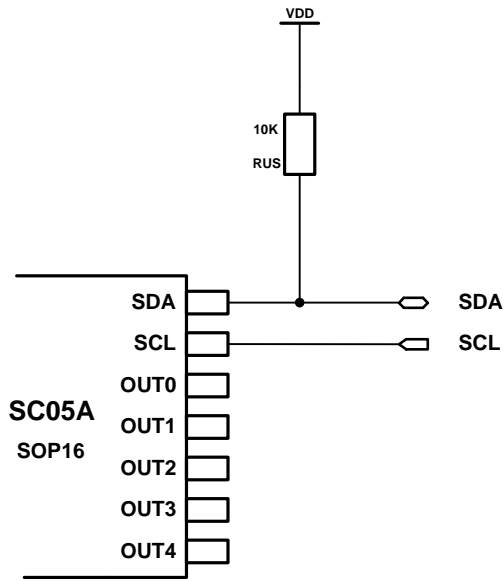 VDD
10K
RUS
SDA SDA
SCL SCL
OUT0
SC05A
OUT1
SOP16
OUT2
OUT3
OUT4